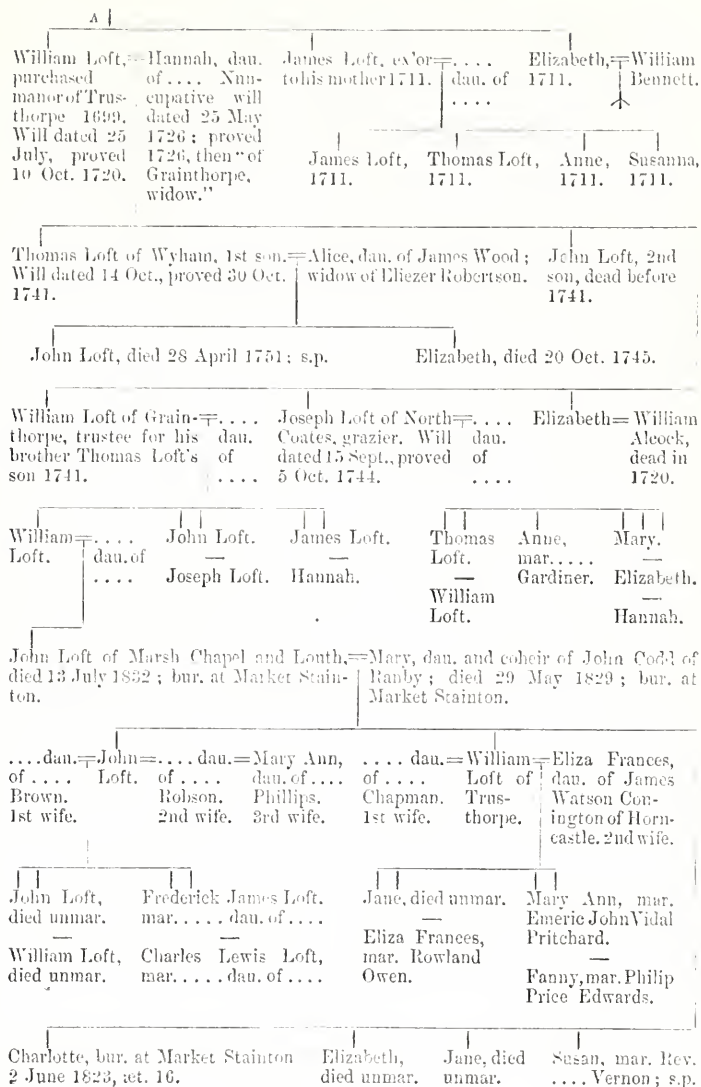 A
William Loft,=Hannah, dau.
purchased of .... Nun-
manor of Trus- cupative will
thorpe 1699. dated 25 May
Will dated 25 1726; proved
July, proved 1726, then "of
10 Oct. 1720. Grainthorpe,
widow."
James Loft, ex'or=....
to his mother 1711. dau. of
....
Elizabeth,=William
1711. Bennett.
James Loft, Thomas Loft, Anne, Susanna,
1711. 1711. 1711. 1711.
Thomas Loft of Wyham, 1st son.=Alice, dau. of James Wood;
Will dated 14 Oct., proved 30 Oct. widow of Eliezer Robertson.
1741.
John Loft, 2nd
son, dead before
1741.
John Loft, died 28 April 1751; s.p. Elizabeth, died 20 Oct. 1745.
William Loft of Grain-=....
thorpe, trustee for his dau.
brother Thomas Loft's of
son 1741. ....
Joseph Loft of North=....
Coates, grazier. Will dau.
dated 15 Sept., proved of
5 Oct. 1744. ....
Elizabeth=William
Alcock,
dead in
1720.
William=....
Loft. dau. of
....
John Loft.
—
Joseph Loft.
James Loft.
—
Hannah.
Thomas
Loft.
—
William
Loft.
Anne,
mar.....
Gardiner.
Mary.
—
Elizabeth.
—
Hannah.
John Loft of Marsh Chapel and Louth,=Mary, dau. and coheir of John Codd of
died 13 July 1832; bur. at Market Stain- Ranby; died 29 May 1829; bur. at
ton. Market Stainton.
....dau.=John=....dau.=Mary Ann,
of .... Loft. of .... dau. of ....
Brown. Robson. Phillips.
1st wife. 2nd wife. 3rd wife.
.... dau.=William=Eliza Frances,
of .... Loft of dau. of James
Chapman. Trus- Watson Con-
1st wife. thorpe. ington of Horn-
castle. 2nd wife.
John Loft,
died unmar.
—
William Loft,
died unmar.
Frederick James Loft.
mar..... dau. of ....
—
Charles Lewis Loft,
mar..... dau. of ....
Jane, died unmar.
—
Eliza Frances,
mar. Rowland
Owen.
Mary Ann, mar.
Emeric John Vidal
Pritchard.
—
Fanny, mar. Philip
Price Edwards.
Charlotte, bur. at Market Stainton
2 June 1823, æt. 16.
Elizabeth,
died unmar.
Jane, died
unmar.
Susan, mar. Rev.
.... Vernon; s.p.